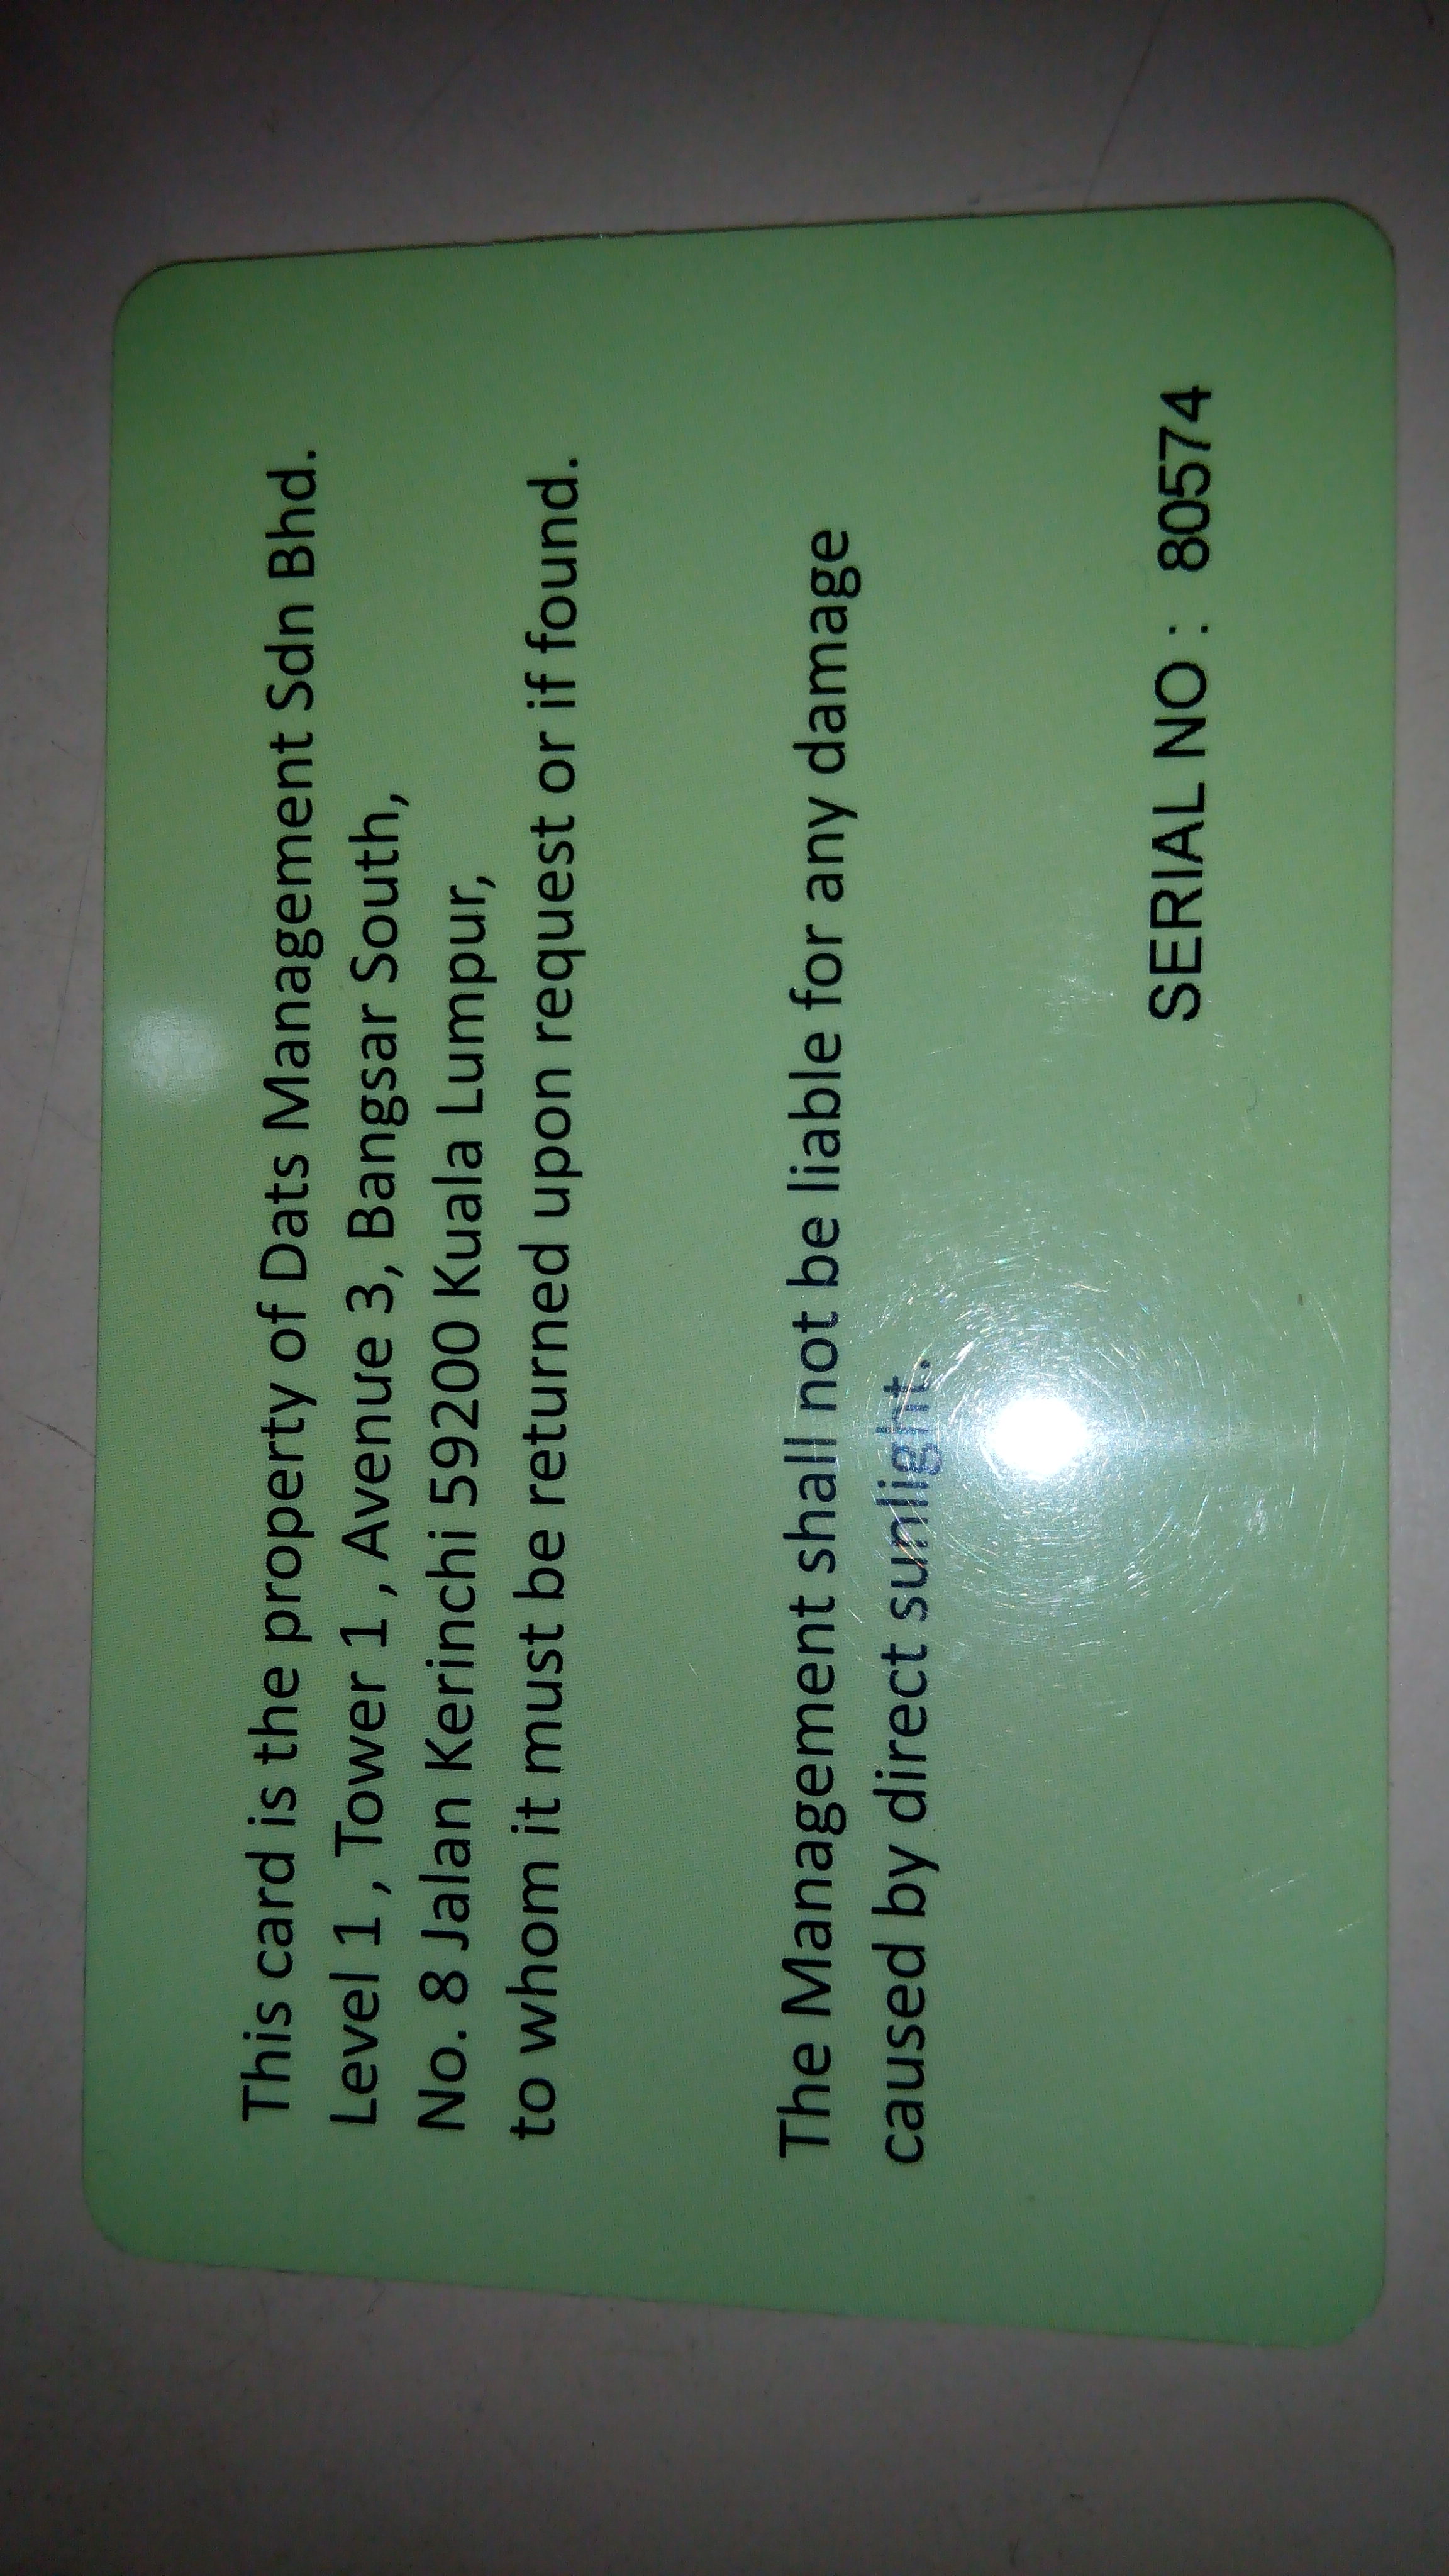 This card is the property of Dats Management Sdn Bhd.
Level 1 , Tower 1 , Avenue 3, Bangsar South,
No. 8 Jalan Kerinchi 59200 Kuala Lumpur,
to whom it must be returned upon request or if found.
The Management shall not be liable for any damage
caused by direct sunlight.
SERIAL NO : 80574